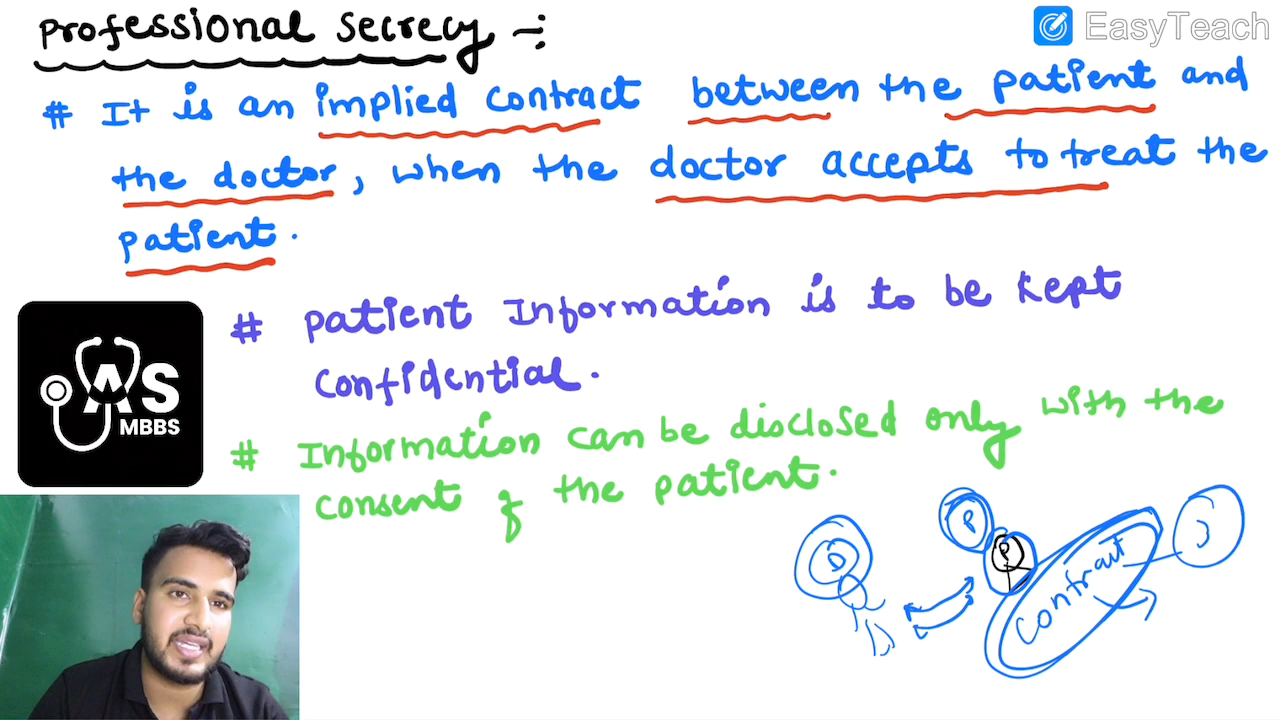 Professional Secrecy -:
EasyTeach
# It is an implied contract between the patient and
the doctor, when the doctor accepts to treat the
patient.
# Patient Information is to be kept
confidential.
# Information can be disclosed only with the
consent of the patient.
AS
MBBS
D
P
P
Contract